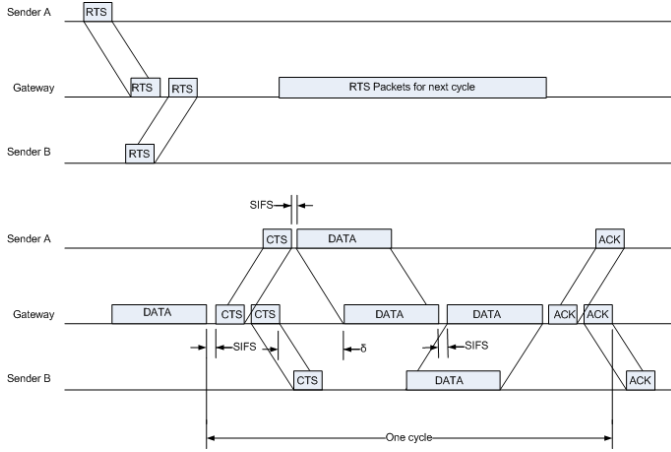 Sender A
RTS
Gateway
RTS
RTS
RTS Packets for next cycle
Sender B
RTS
SIFS
Sender A
CTS
DATA
ACK
Gateway
DATA
CTS
CTS
DATA
DATA
ACK
ACK
SIFS
δ
SIFS
Sender B
CTS
DATA
ACK
One cycle